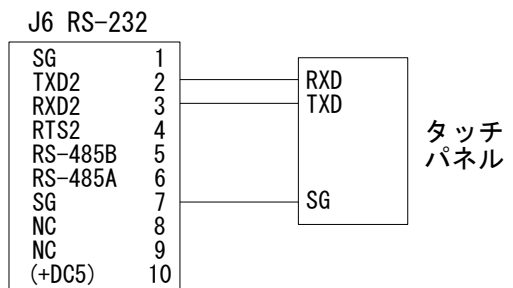 J6 RS-232
SG 1
TXD2 2
RXD2 3
RTS2 4
RS-485B 5
RS-485A 6
SG 7
NC 8
NC 9
(+DC5) 10
RXD
TXD
SG
タッチ
パネル